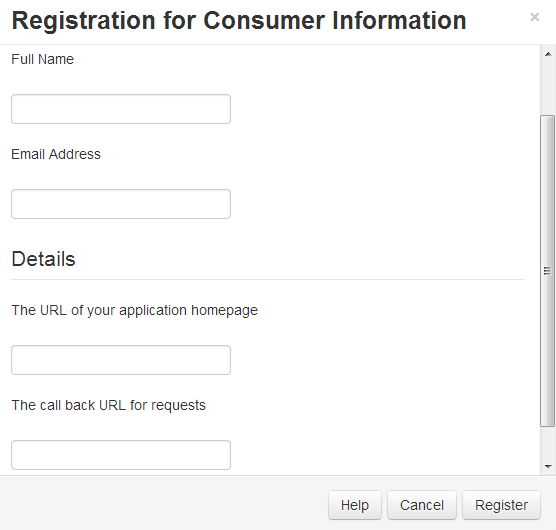 Registration for Consumer Information ×
Full Name
Email Address
Details
The URL of your application homepage
The call back URL for requests
Help Cancel Register